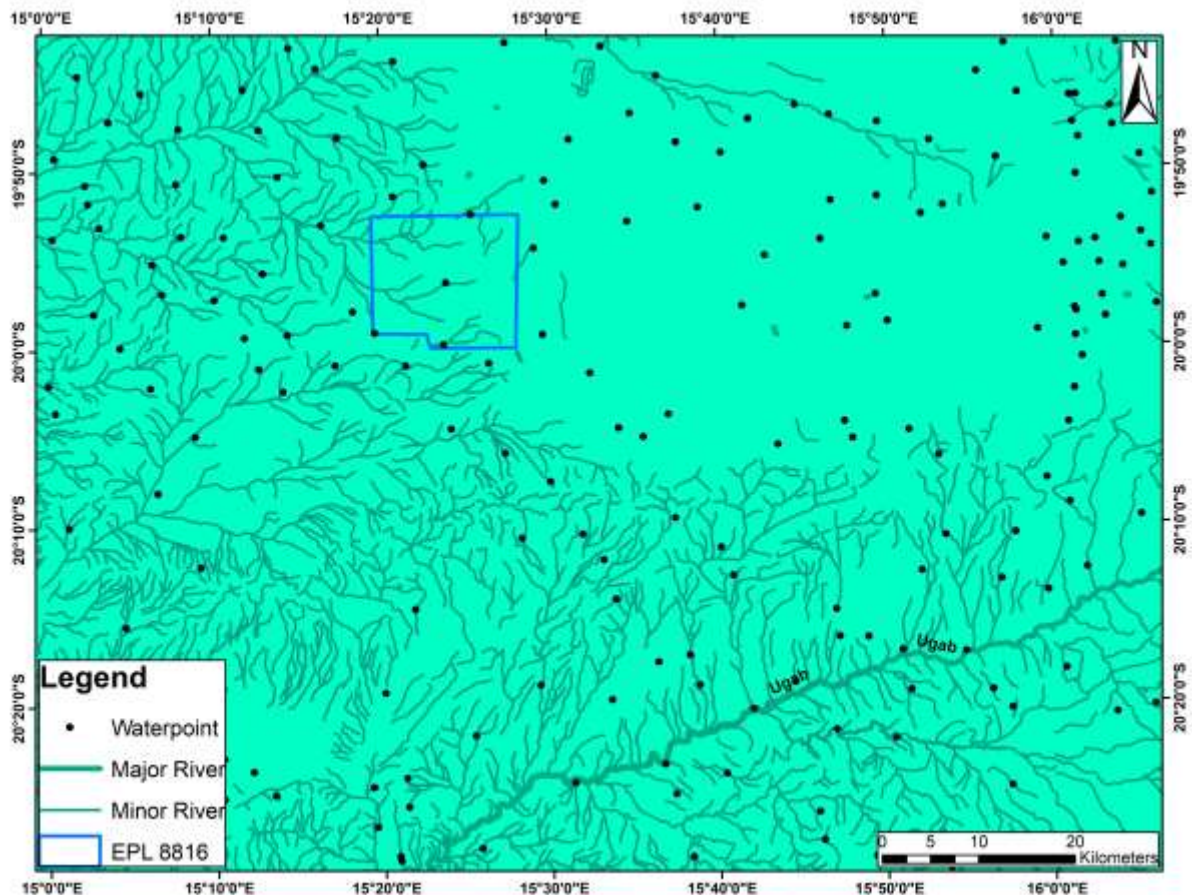 15°0'0"E 15°10'0"E 15°20'0"E 15°30'0"E 15°40'0"E 15°50'0"E 16°0'0"E
N
19°50'0"S 19°50'0"S
20°0'0"S 20°0'0"S
20°10'0"S 20°10'0"S
Ugab
Ugab
20°20'0"S 20°20'0"S
Legend
Waterpoint
Major River
Minor River
EPL 8816
0 5 10 20
Kilometers
15°0'0"E 15°10'0"E 15°20'0"E 15°30'0"E 15°40'0"E 15°50'0"E 16°0'0"E